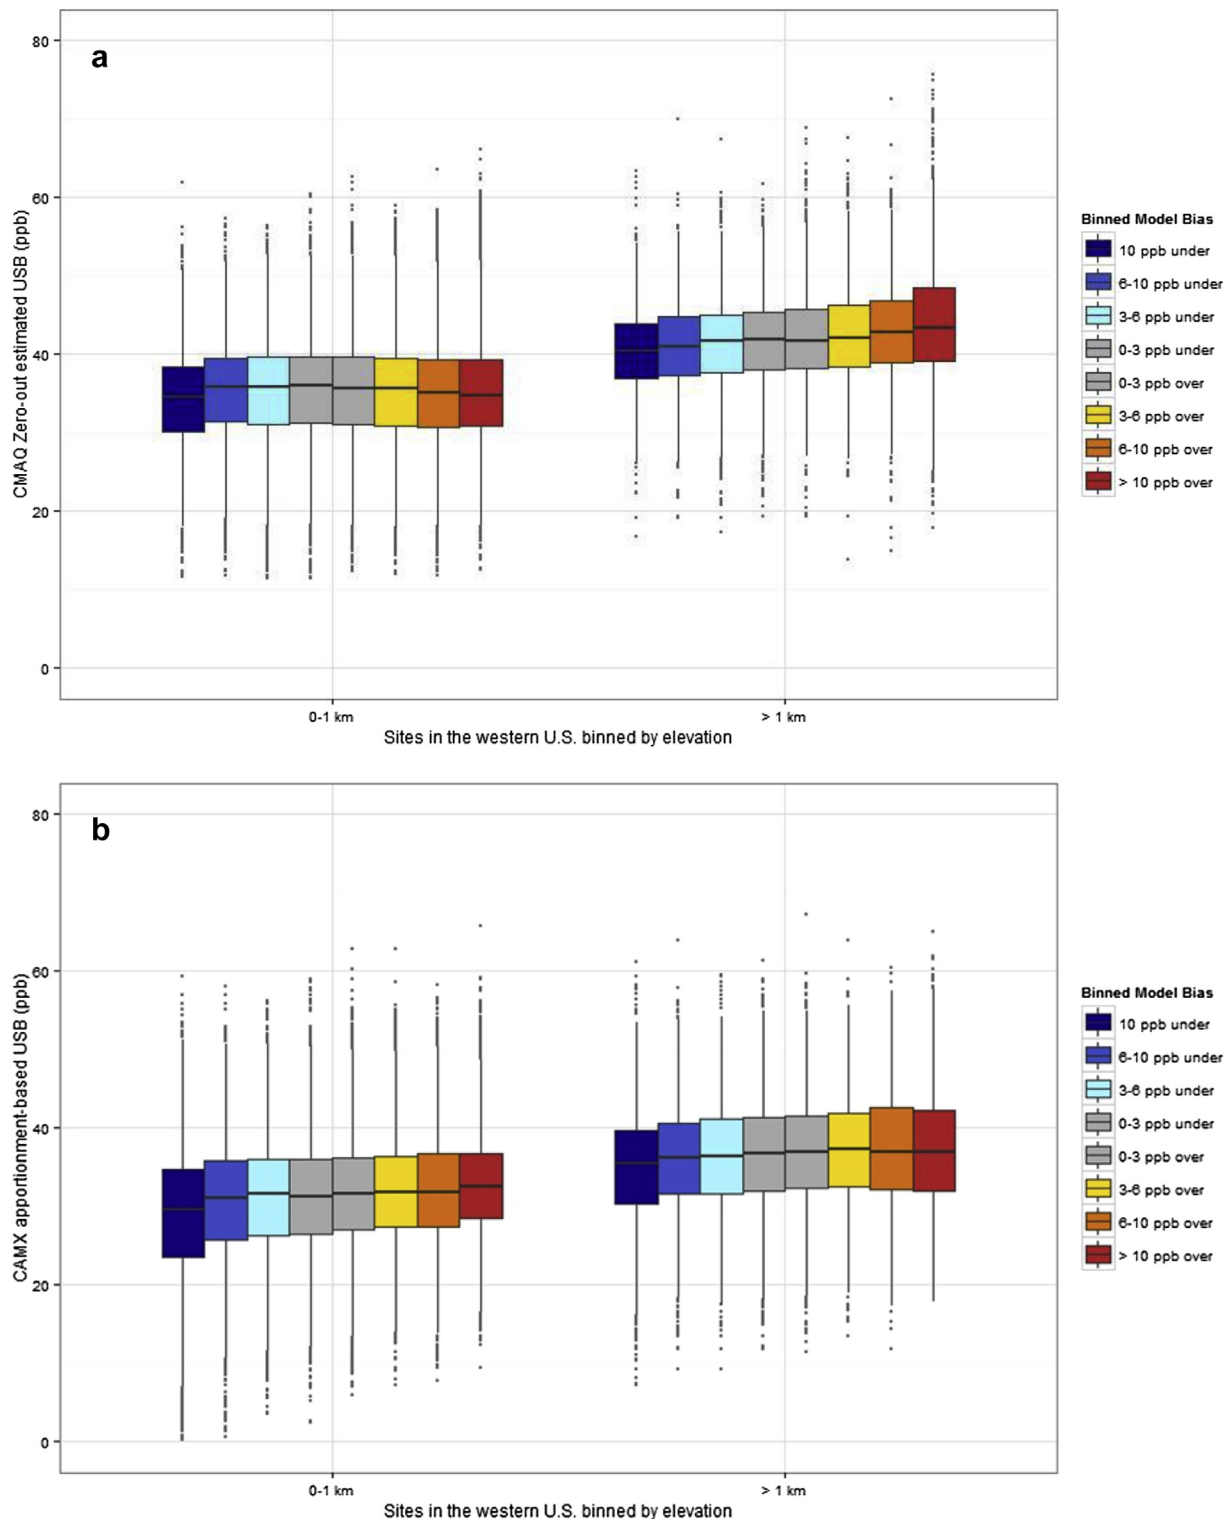 a
80
60
40
20
0
CMAQ Zero-out estimated USB (ppb)
0-1 km
> 1 km
Sites in the western U.S. binned by elevation
Binned Model Bias
10 ppb under
6-10 ppb under
3-6 ppb under
0-3 ppb under
0-3 ppb over
3-6 ppb over
6-10 ppb over
> 10 ppb over
b
80
60
40
20
0
CAMX apportionment-based USB (ppb)
0-1 km
> 1 km
Sites in the western U.S. binned by elevation
Binned Model Bias
10 ppb under
6-10 ppb under
3-6 ppb under
0-3 ppb under
0-3 ppb over
3-6 ppb over
6-10 ppb over
> 10 ppb over